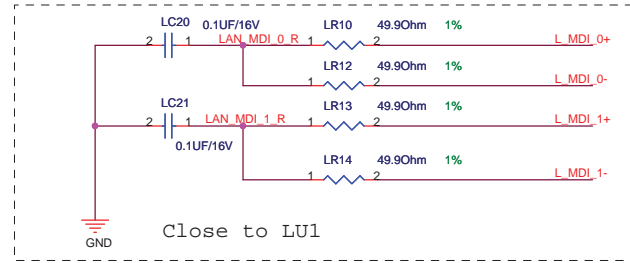 LC20 0.1UF/16V LR10 49.9Ohm 1%
2 1 LAN_MDI_0_R 1 2 L_MDI_0+
LR12 49.9Ohm 1%
1 2 L_MDI_0-
LC21 LR13 49.9Ohm 1%
2 1 LAN_MDI_1_R 1 2 L_MDI_1+
0.1UF/16V
LR14 49.9Ohm 1%
1 2 L_MDI_1-
Close to LU1
GND